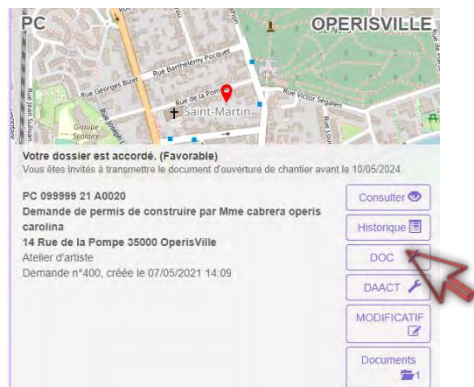 PC
OPERISVILLE
Rue Barthélemy Pocquet
Rue Georges Bizet
Rue de la Pom
Rue Victor Segalen
Saint-Martin
Groupe
Scolaire
Votre dossier est accordé. (Favorable)
Vous êtes invités à transmettre le document d'ouverture de chantier avant le 10/05/2024
PC 099999 21 A0020
Demande de permis de construire par Mme cabrera operis
carolina
14 Rue de la Pompe 35000 OperisVille
Atelier d'artiste
Demande n°400, créée le 07/05/2021 14:09
Consulter
Historique
DOC
DAACT
MODIFICATIF
Documents
1